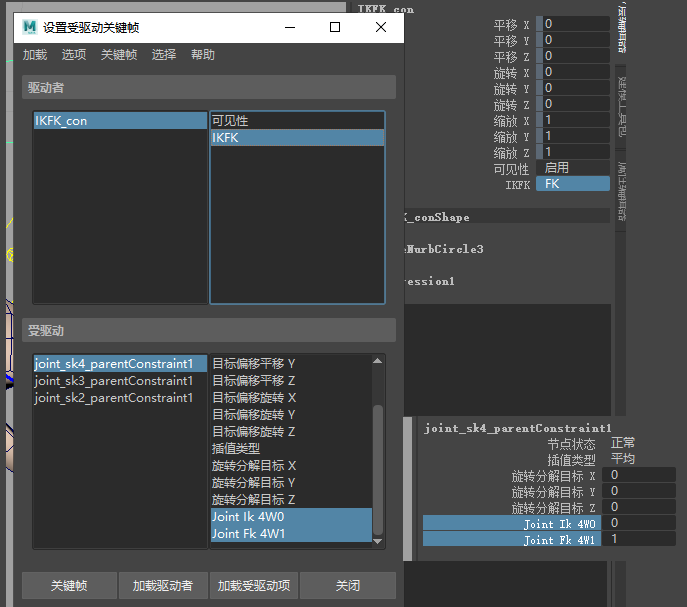 设置受驱动关键帧
加载 选项 关键帧 选择 帮助
驱动者
IKFK_con
可见性
IKFK
受驱动
joint_sk4_parentConstraint1
joint_sk3_parentConstraint1
joint_sk2_parentConstraint1
目标偏移平移 Y
目标偏移平移 Z
目标偏移旋转 X
目标偏移旋转 Y
目标偏移旋转 Z
插值类型
旋转分解目标 X
旋转分解目标 Y
旋转分解目标 Z
Joint Ik 4W0
Joint Fk 4W1
关键帧 加载驱动者 加载受驱动项 关闭
IKFK_con
平移 X 0
平移 Y 0
平移 Z 0
旋转 X 0
旋转 Y 0
旋转 Z 0
缩放 X 1
缩放 Y 1
缩放 Z 1
可见性 启用
IKFK FK
K_conShape
eNurbCircle3
ression1
joint_sk4_parentConstraint1
节点状态 正常
插值类型 平均
旋转分解目标 X 0
旋转分解目标 Y 0
旋转分解目标 Z 0
Joint Ik 4W0 0
Joint Fk 4W1 1